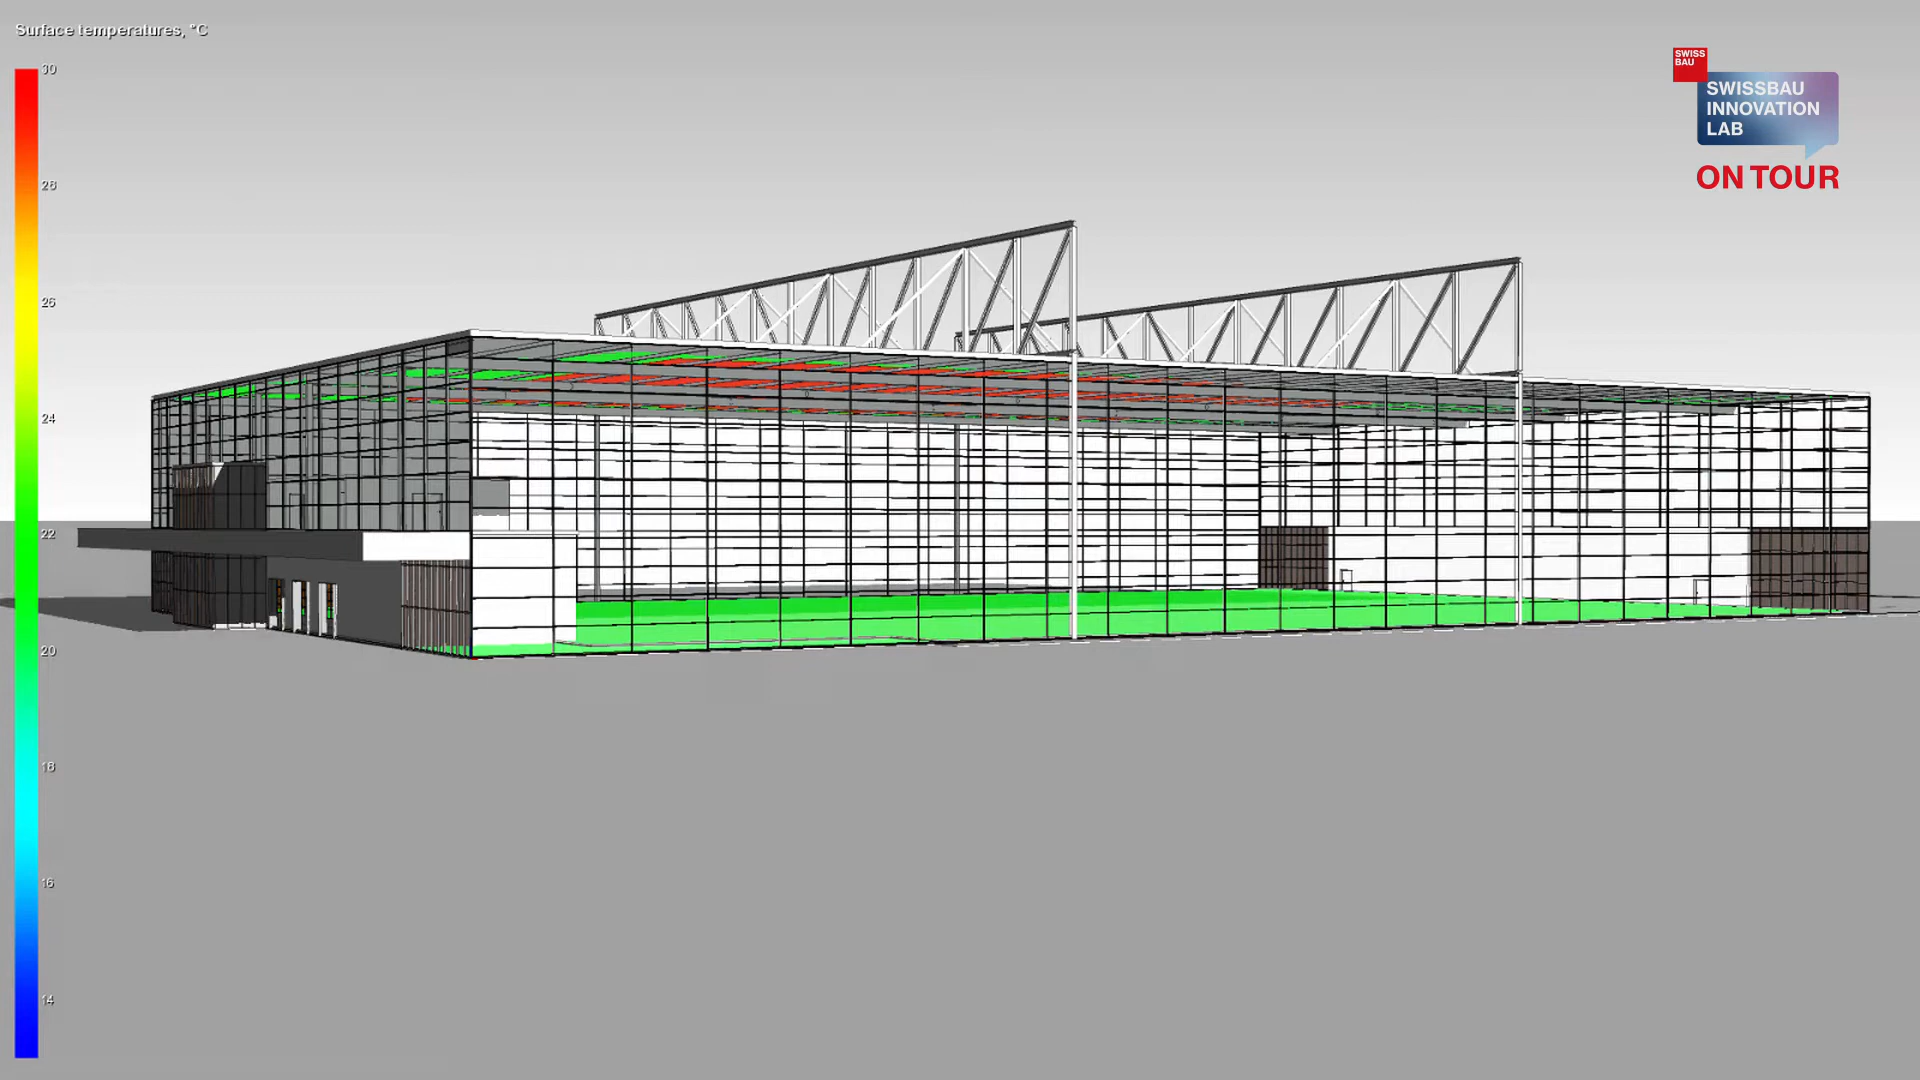 Surface temperatures, °C
30
28
26
24
22
20
18
16
14
SWISS
BAU
SWISSBAU
INNOVATION
LAB
ON TOUR